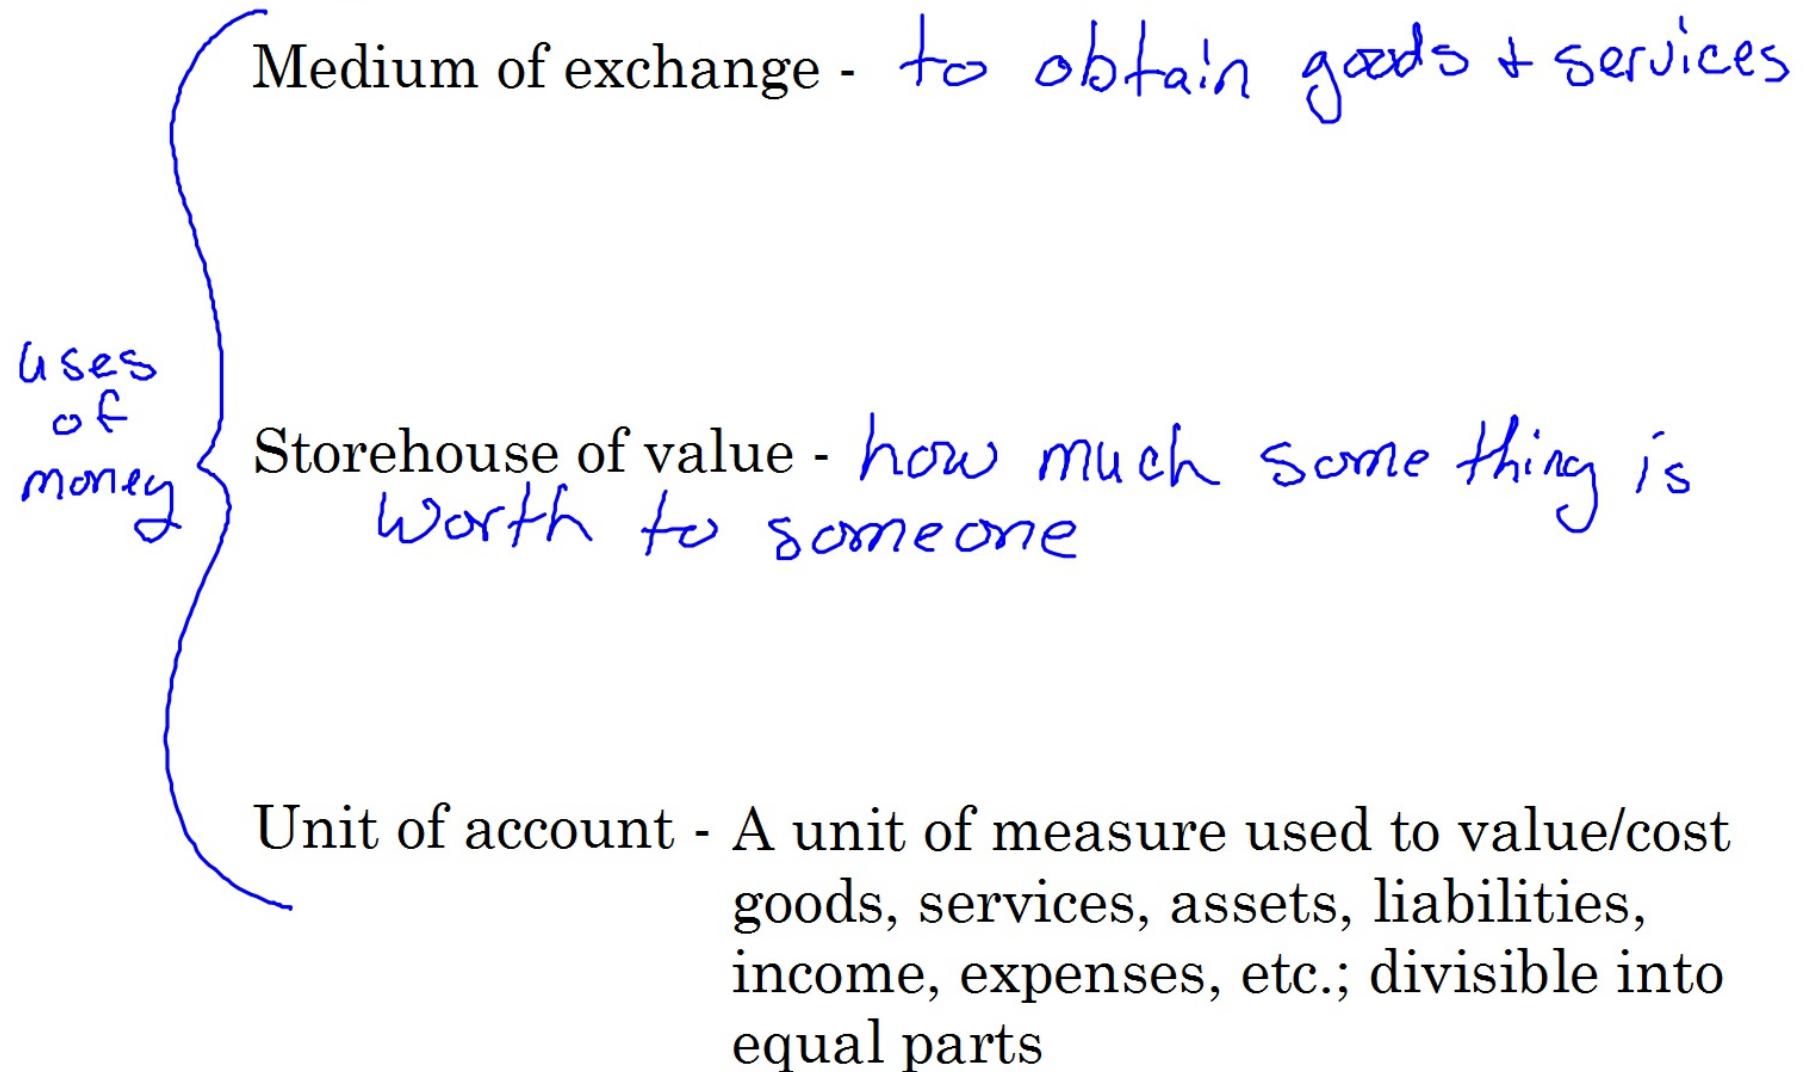 Medium of exchange - to obtain goods + services
uses
of
money
Storehouse of value - how much something is
worth to someone
Unit of account - A unit of measure used to value/cost
goods, services, assets, liabilities,
income, expenses, etc.; divisible into
equal parts